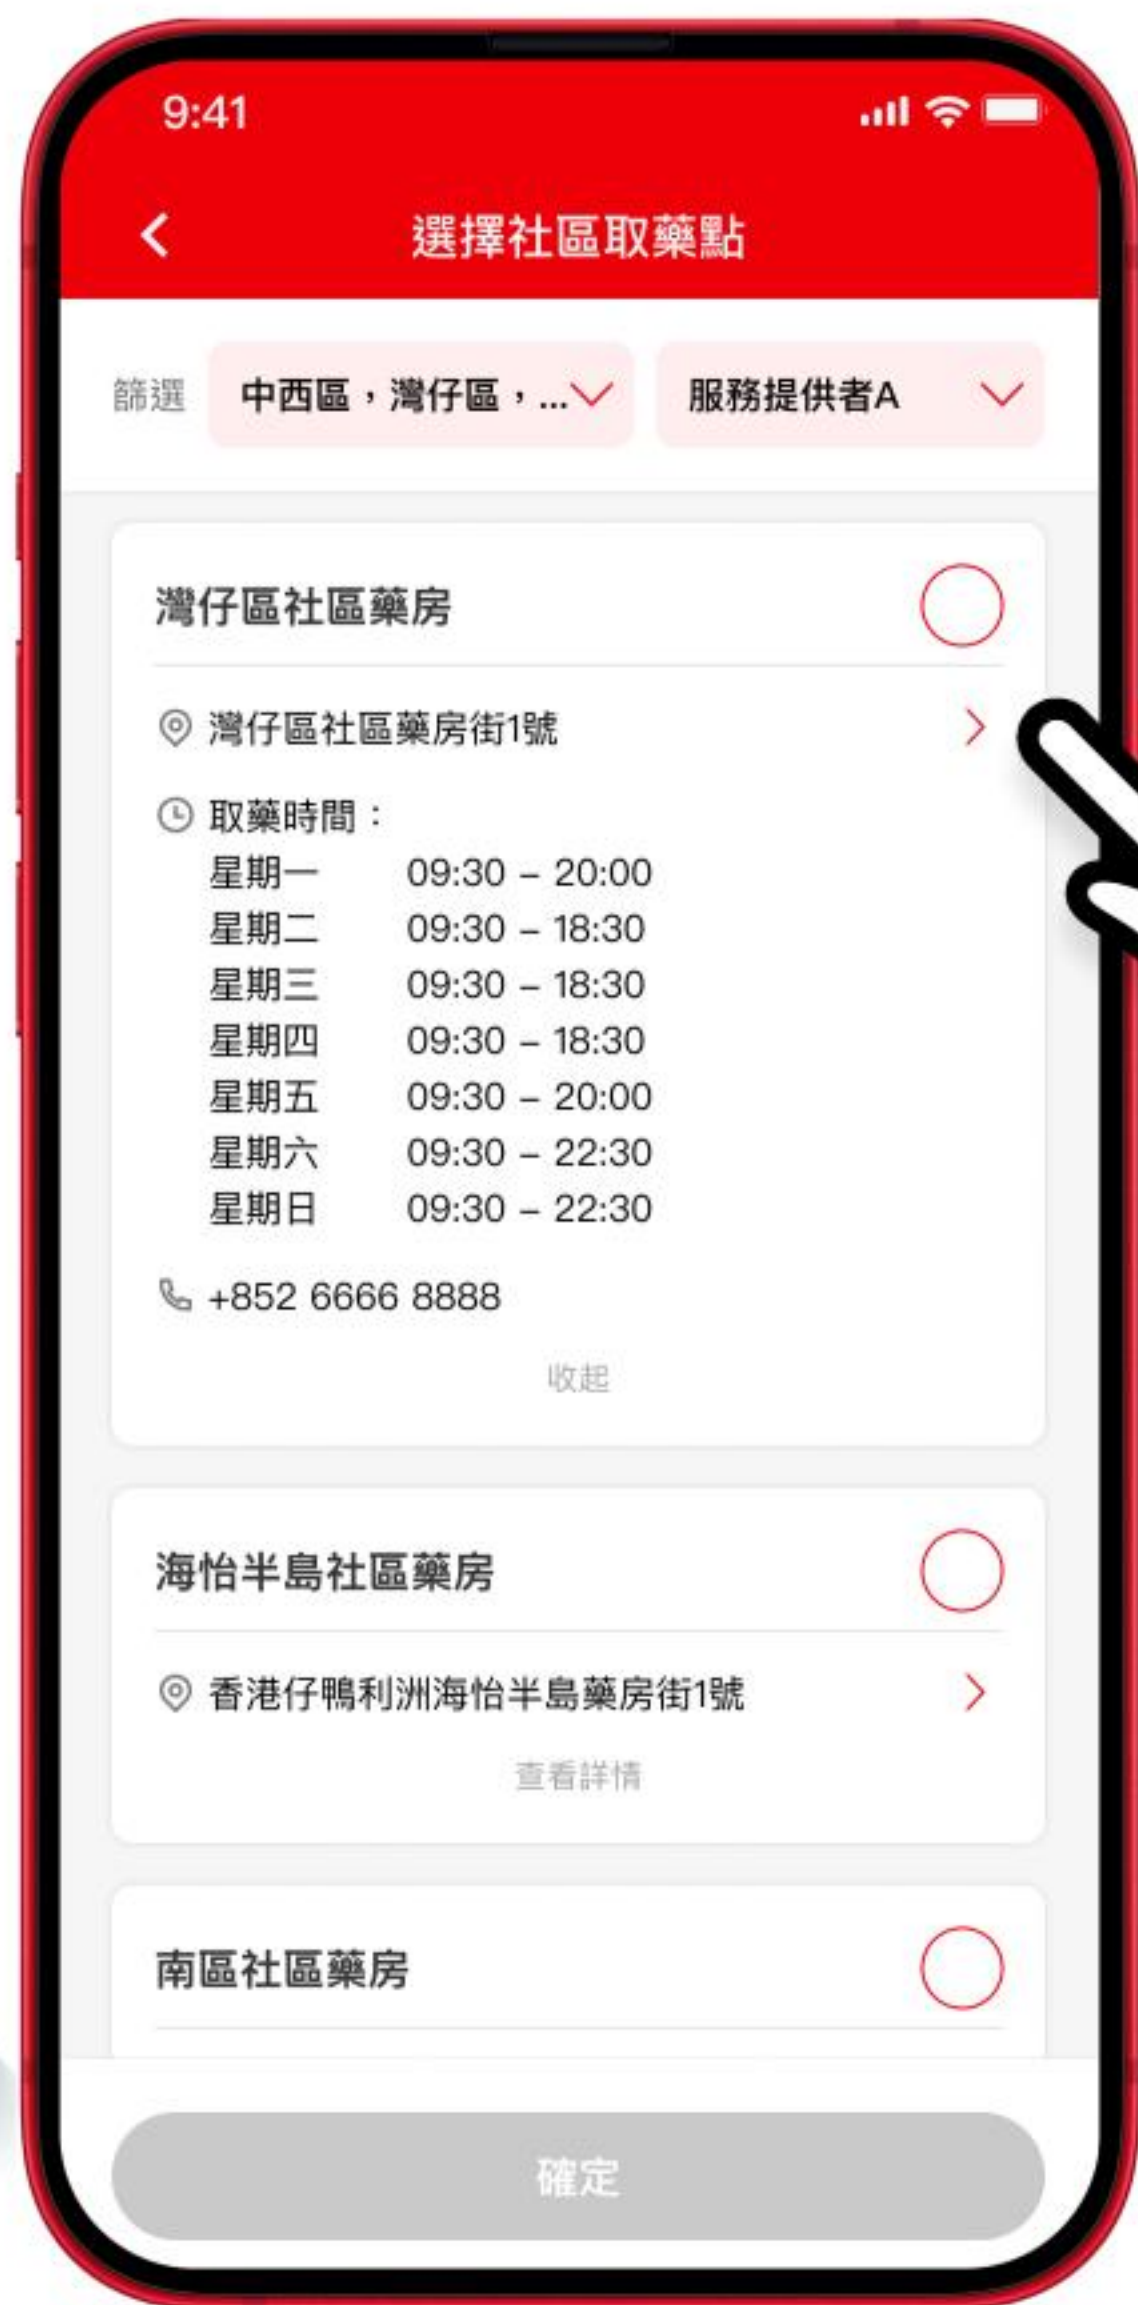 9:41
選擇社區取藥點
篩選 中西區，灣仔區，... 服務提供者A
灣仔區社區藥房
灣仔區社區藥房街1號
取藥時間：
星期一 09:30 – 20:00
星期二 09:30 – 18:30
星期三 09:30 – 18:30
星期四 09:30 – 18:30
星期五 09:30 – 20:00
星期六 09:30 – 22:30
星期日 09:30 – 22:30
+852 6666 8888
收起
海怡半島社區藥房
香港仔鴨利洲海怡半島藥房街1號
查看詳情
南區社區藥房
確定